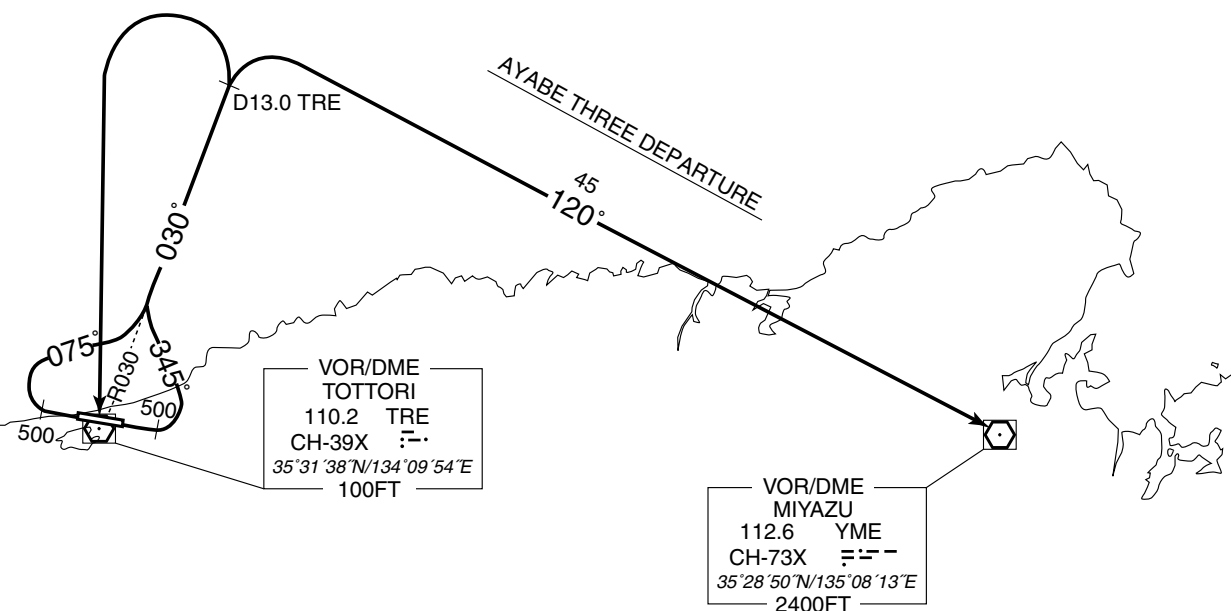 D13.0 TRE
AYABE THREE DEPARTURE
45
120°
030°
075°
345°
R030
500
500
VOR/DME
TOTTORI
110.2 TRE
CH-39X
35°31´38˝N/134°09´54˝E
100FT
VOR/DME
MIYAZU
112.6 YME
CH-73X
35°28´50˝N/135°08´13˝E
2400FT